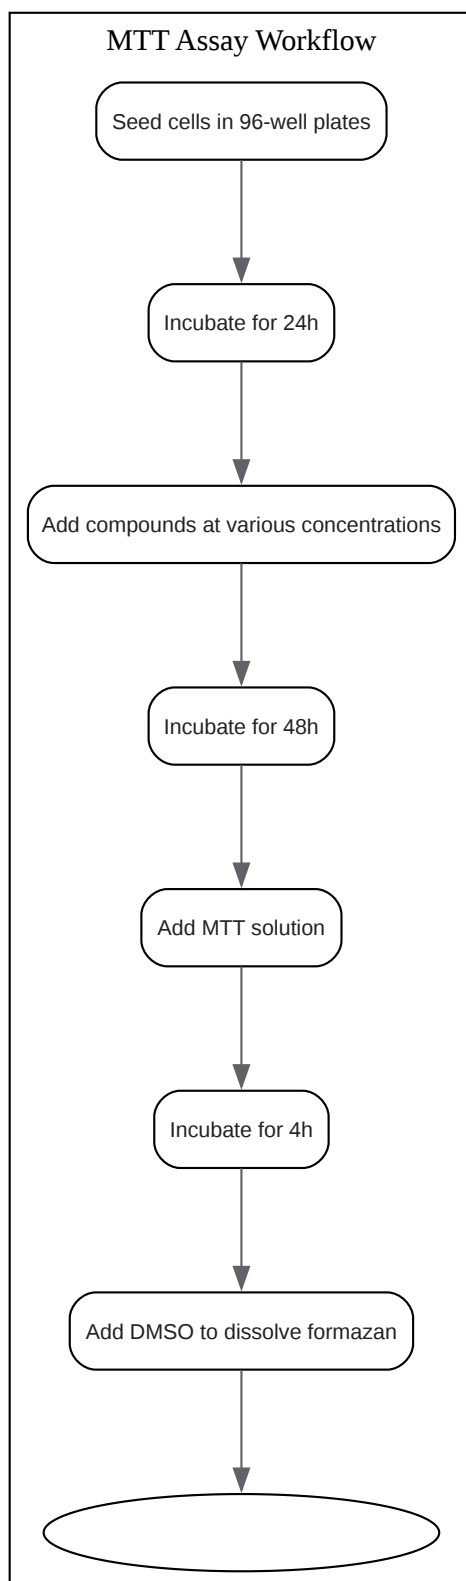 MTT Assay Workflow
Seed cells in 96-well plates
Incubate for 24h
Add compounds at various concentrations
Incubate for 48h
Add MTT solution
Incubate for 4h
Add DMSO to dissolve formazan